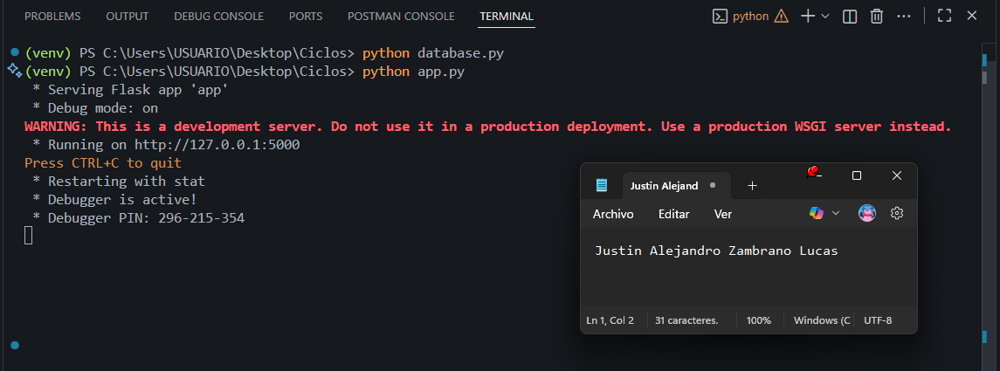 PROBLEMS OUTPUT DEBUG CONSOLE PORTS POSTMAN CONSOLE TERMINAL python
(venv) PS C:\Users\USUARIO\Desktop\Ciclos> python database.py
(venv) PS C:\Users\USUARIO\Desktop\Ciclos> python app.py
* Serving Flask app 'app'
* Debug mode: on
WARNING: This is a development server. Do not use it in a production deployment. Use a production WSGI server instead.
* Running on http://127.0.0.1:5000
Press CTRL+C to quit
* Restarting with stat
* Debugger is active!
* Debugger PIN: 296-215-354
Justin Alejand
Archivo Editar Ver
Justin Alejandro Zambrano Lucas
Ln 1, Col 2 31 caracteres. 100% Windows (C UTF-8